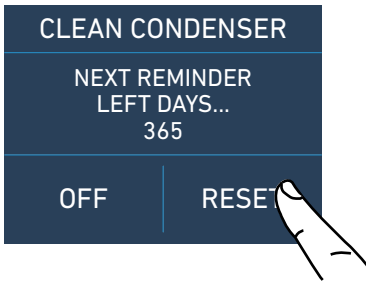 CLEAN CONDENSER
NEXT REMINDER
LEFT DAYS...
365
OFF
RESET